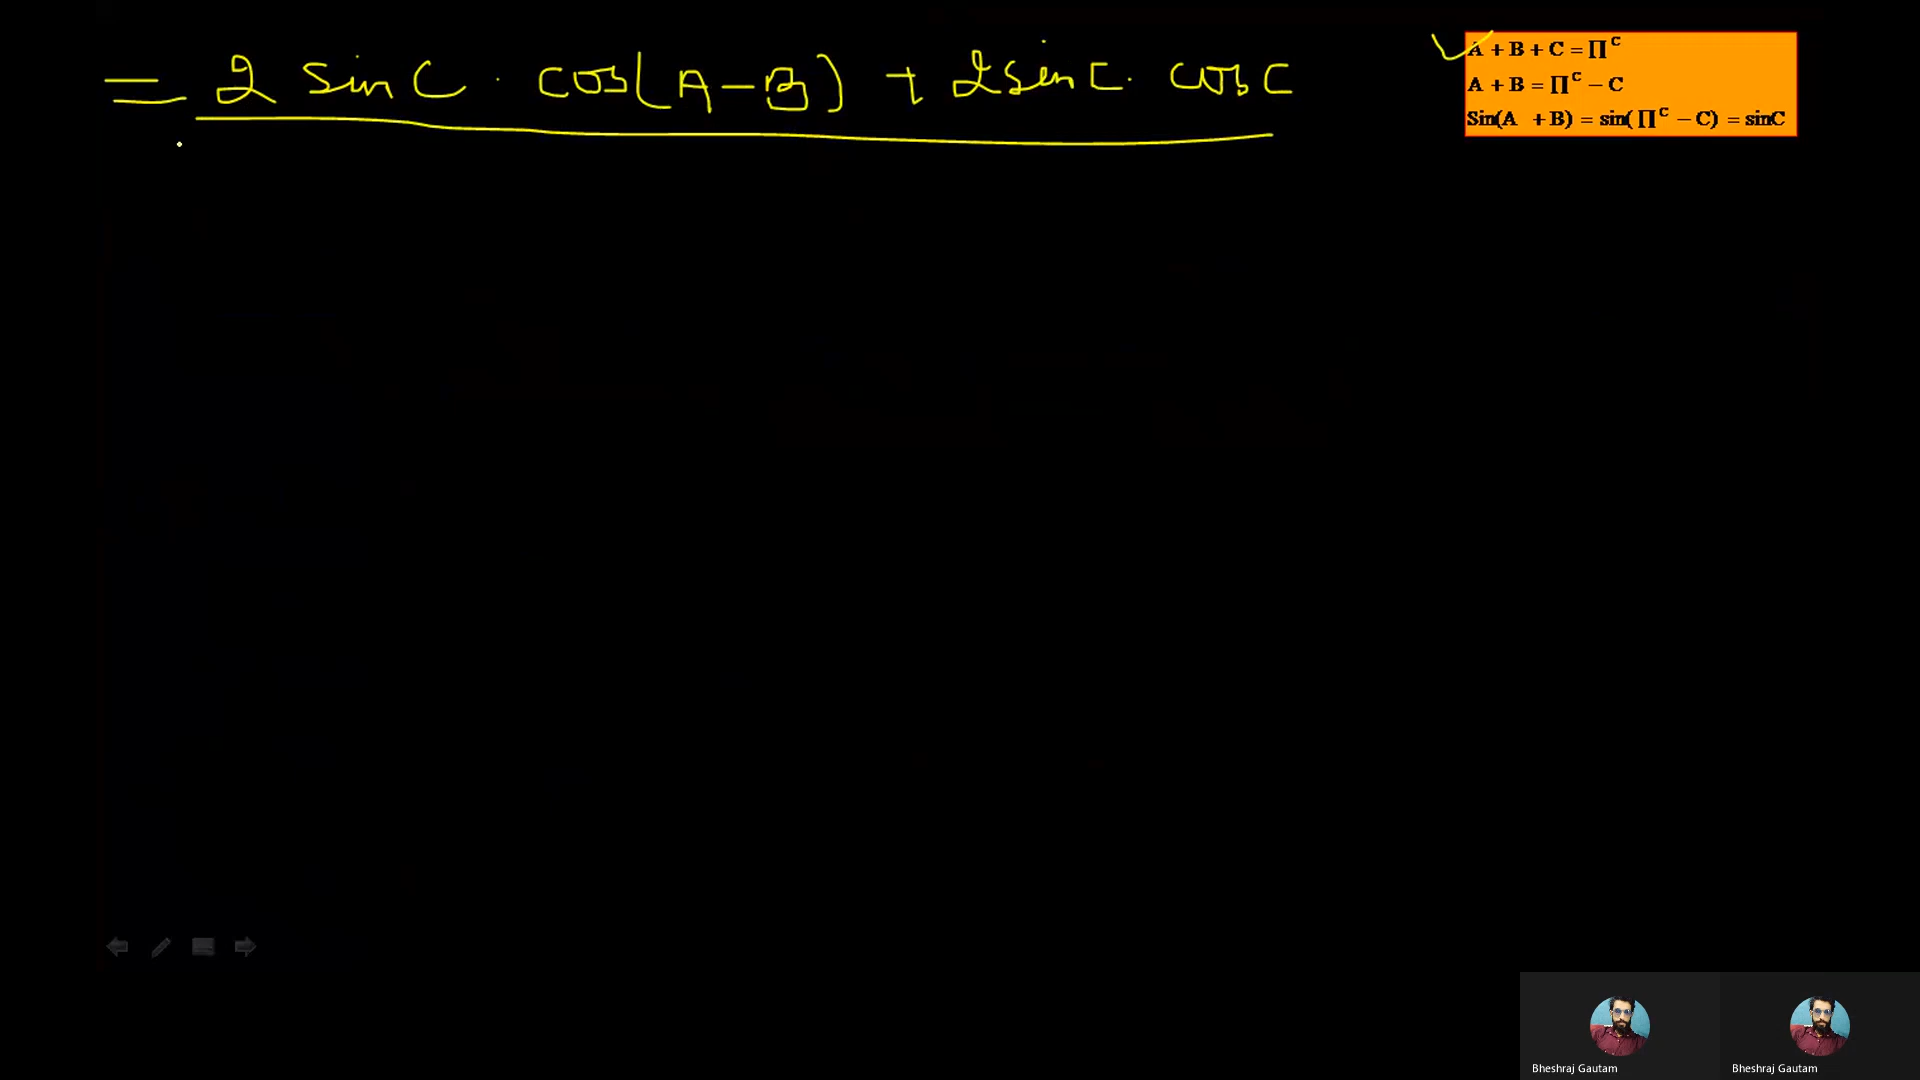 = 2 sin C · cos(A-B) + 2 sin C · cos C
A + B + C = ∏ᶜ
A + B = ∏ᶜ − C
Sin(A + B) = sin( ∏ᶜ − C) = sinC
Bheshraj Gautam
Bheshraj Gautam